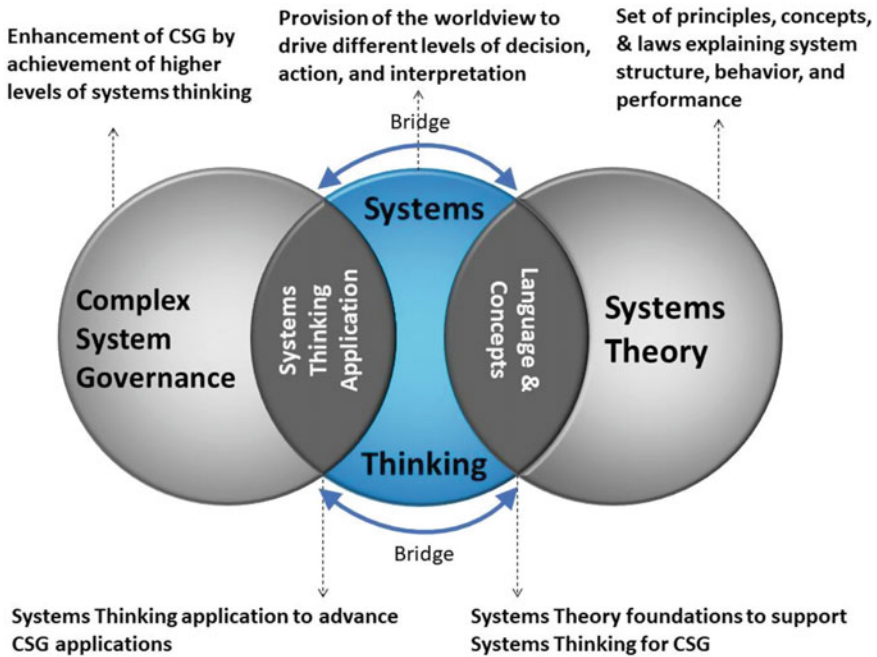 Enhancement of CSG by
achievement of higher
levels of systems thinking
Provision of the worldview to
drive different levels of decision,
action, and interpretation
Set of principles, concepts,
& laws explaining system
structure, behavior, and
performance
Bridge
Complex
System
Governance
Systems
Thinking
Application
Systems
Thinking
Language &
Concepts
Systems
Theory
Bridge
Systems Thinking application to advance
CSG applications
Systems Theory foundations to support
Systems Thinking for CSG